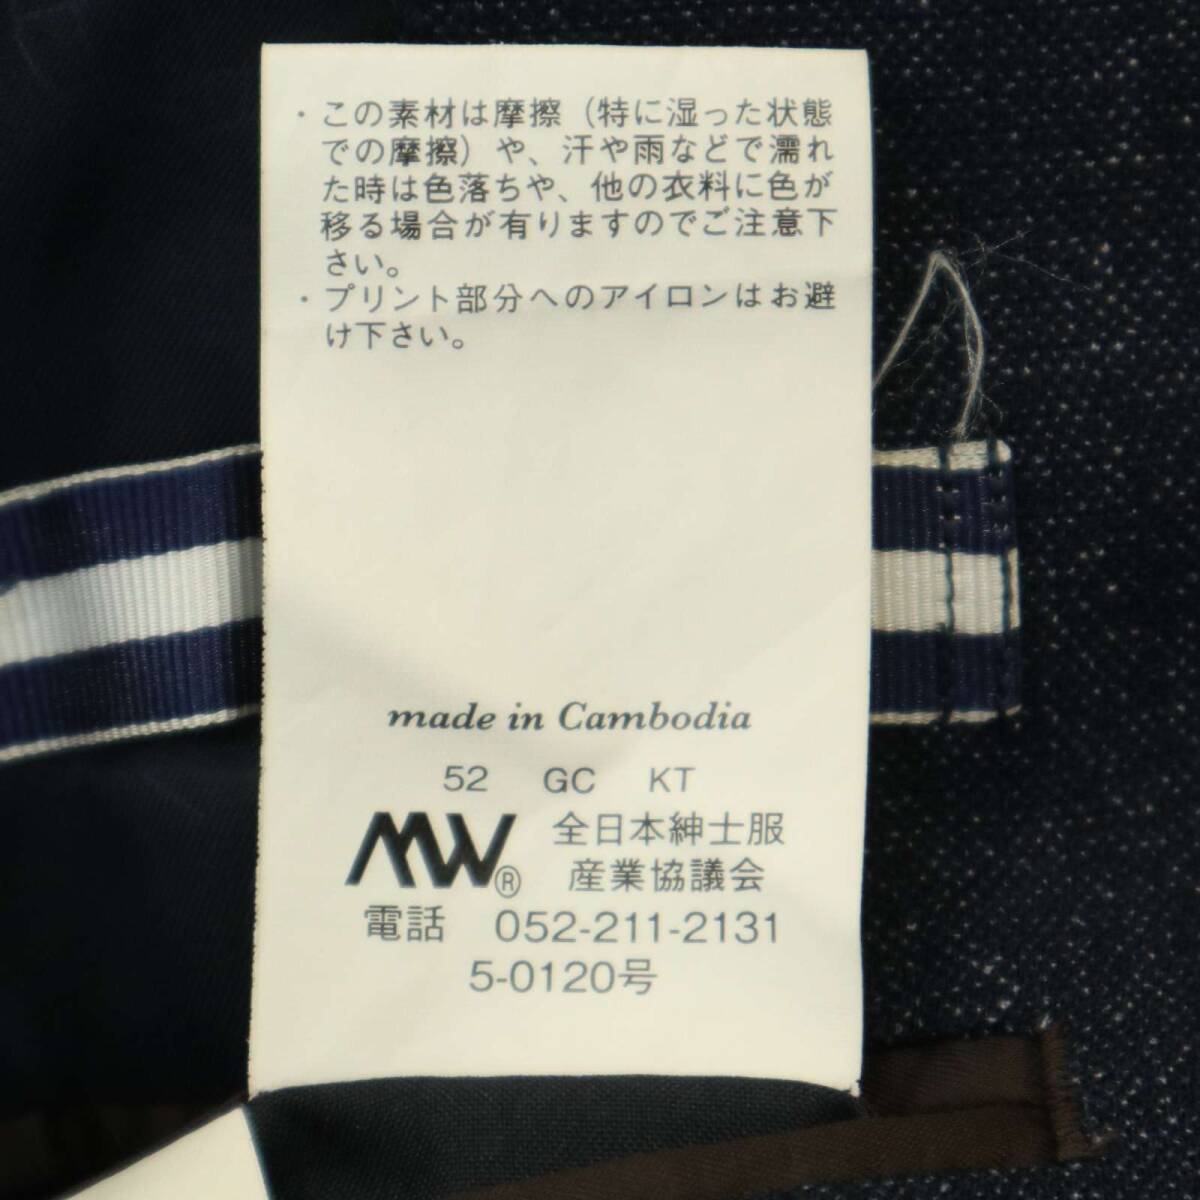 ・この素材は摩擦（特に湿った状態
での摩擦）や、汗や雨などで濡れ
た時は色落ちや、他の衣料に色が
移る場合が有りますのでご注意下
さい。
・プリント部分へのアイロンはお避
け下さい。
made in Cambodia
52 GC KT
MW® 全日本紳士服
産業協議会
電話 052-211-2131
5-0120号